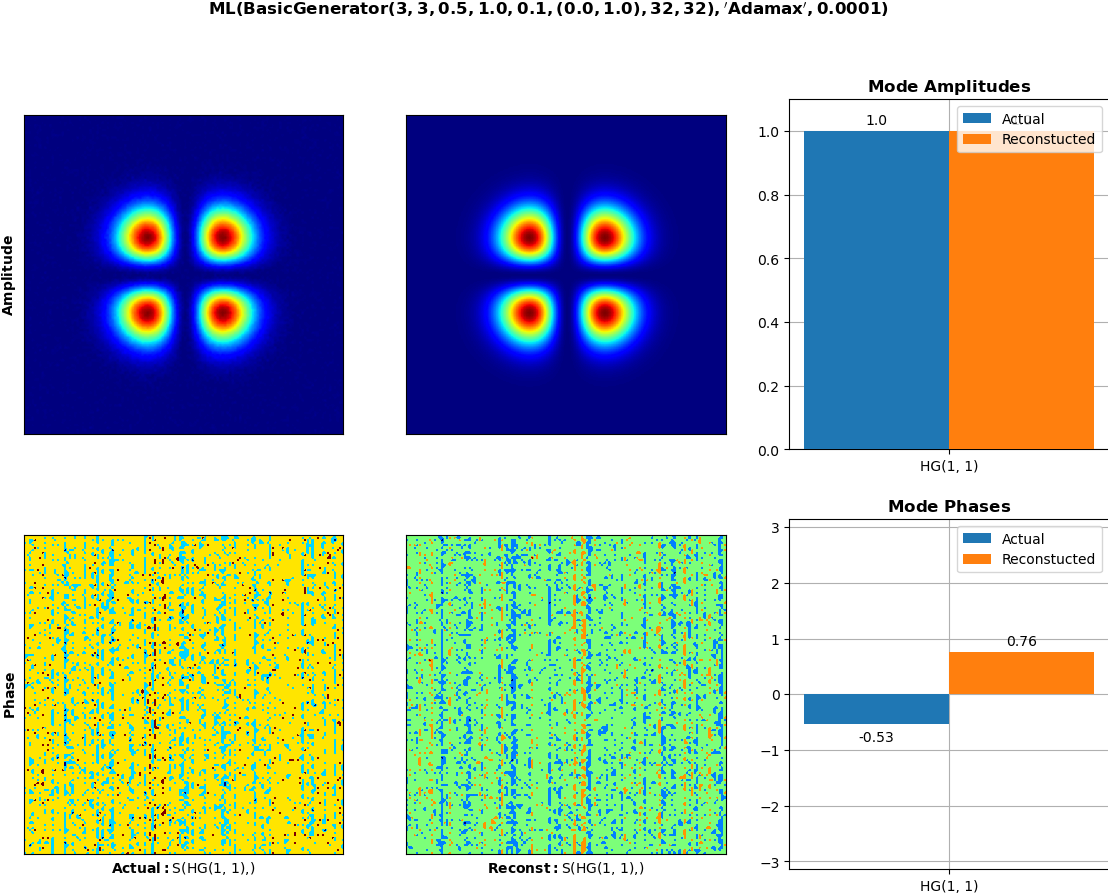 ML(BasicGenerator(3, 3, 0.5, 1.0, 0.1, (0.0, 1.0), 32, 32), ′Adamax′, 0.0001)
Amplitude
Mode Amplitudes
1.0
Actual
Reconstucted
1.0
0.8
0.6
0.4
0.2
0.0
HG(1, 1)
Phase
Actual: S(HG(1, 1),)
Reconst: S(HG(1, 1),)
Mode Phases
Actual
Reconstucted
3
2
1
0
−1
−2
−3
0.76
-0.53
HG(1, 1)